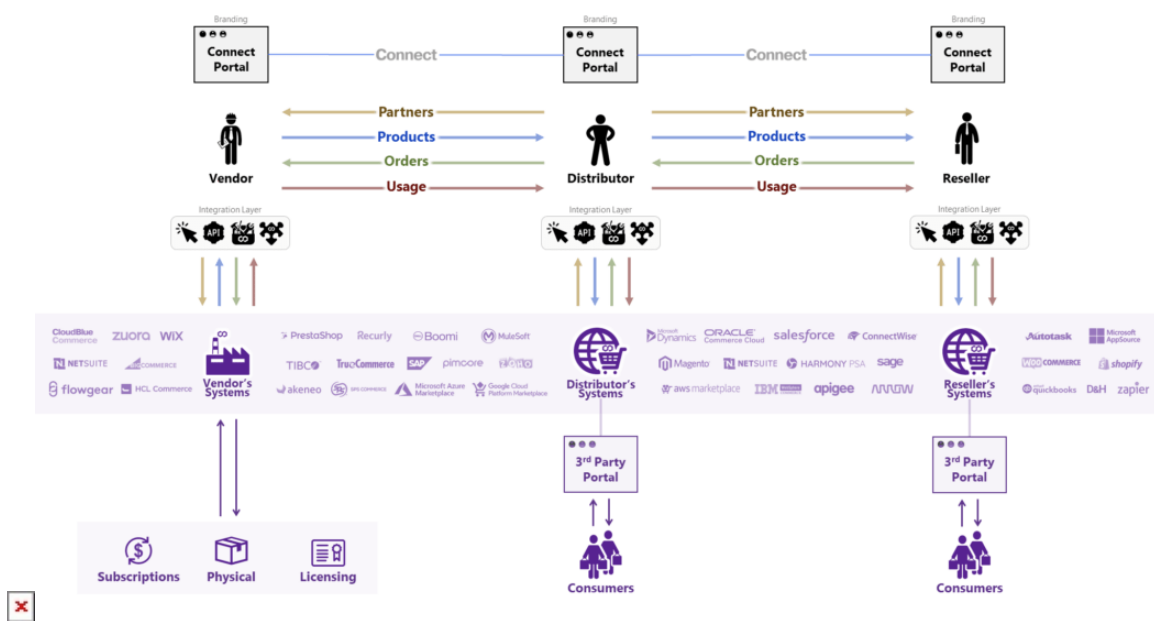 Branding
Branding
Branding
Connect
Portal
Connect
Connect
Portal
Connect
Connect
Portal
Partners
Partners
Products
Products
Orders
Orders
Usage
Usage
Vendor
Distributor
Reseller
Integration Layer
Integration Layer
Integration Layer
API
API
API
CloudBlue
Commerce
zuora
WiX
PrestaShop
Recurly
Boomi
MuleSoft
Microsoft
Dynamics
ORACLE
Commerce Cloud
salesforce
ConnectWise
Autotask
Microsoft
AppSource
NETSUITE
COMMERCE
TIBCO
TrueCommerce
SAP
pimcore
Magento
NETSUITE
HARMONY PSA
sage
WOO COMMERCE
shopify
flowgear
HCL Commerce
Vendor's
Systems
akeneo
Microsoft Azure
Marketplace
Google Cloud
Platform Marketplace
Distributor's
Systems
aws marketplace
IBM
apigee
ARROW
Reseller's
Systems
quickbooks
D&H
zapier
3rd Party
Portal
3rd Party
Portal
Subscriptions
Physical
Licensing
Consumers
Consumers